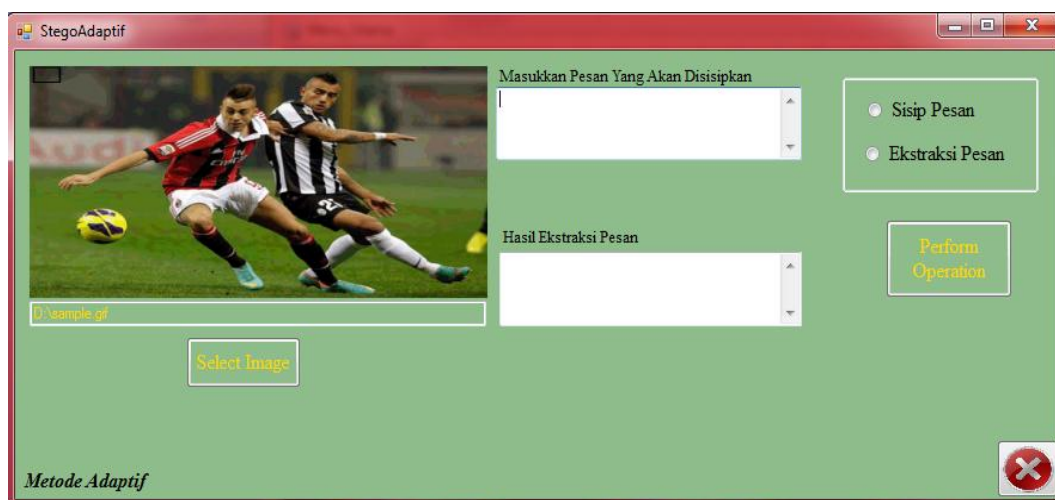 StegoAdaptif
Masukkan Pesan Yang Akan Disisipkan
Sisip Pesan
Ekstraksi Pesan
Hasil Ekstraksi Pesan
Perform
Operation
D:\sample.gif
Select Image
Metode Adaptif